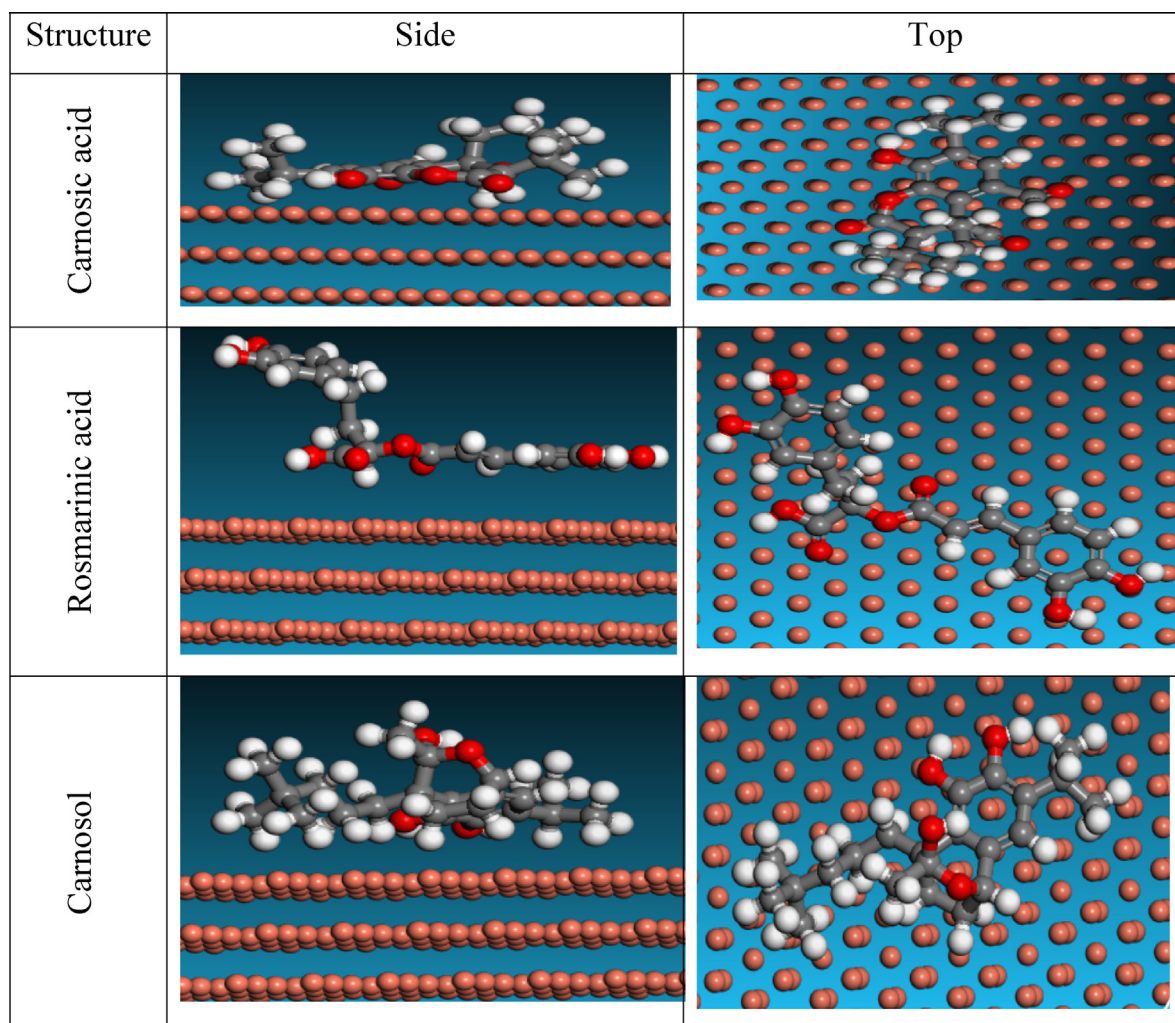 Structure
Side
Top
Carnosic acid
Rosmarinic acid
Carnosol